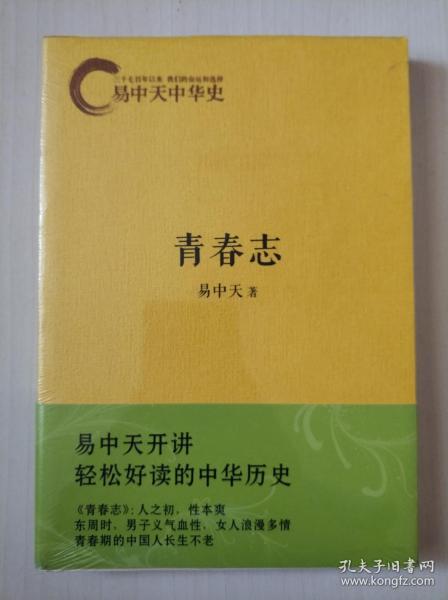 三千七百年以来 我们的命运和选择
易中天中华史
青春志
易中天 著
易中天开讲
轻松好读的中华历史
《青春志》:人之初,性本爽
东周时,男子义气血性,女人浪漫多情
青春期的中国人长生不老
孔夫子旧书网
www.kongfz.com